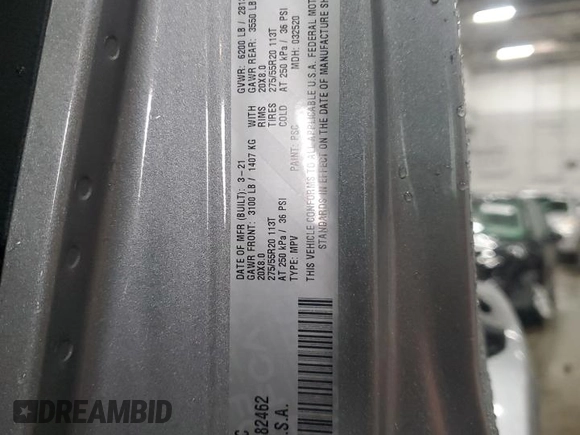 DATE OF MFR (BUILT): 3-21 GVWR: 6200 LB /
GAWR FRONT: 3100 LB / 1407 KG WITH GAWR REAR: 3550 LB
20X8.0 RIMS 20X8.0
275/55R20 113T TIRES 275/55R20 113T
AT 250 kPa / 36 PSI COLD AT 250 kPa / 36 PSI
TYPE: MPV PAINT: PSC MDH: 032520
THIS VEHICLE CONFORMS TO ALL APPLICABLE U.S.A. FEDERAL MOT
STANDARDS IN EFFECT ON THE DATE OF MANUFACTURE SH
C
82462
.S.A.
DREAMBID